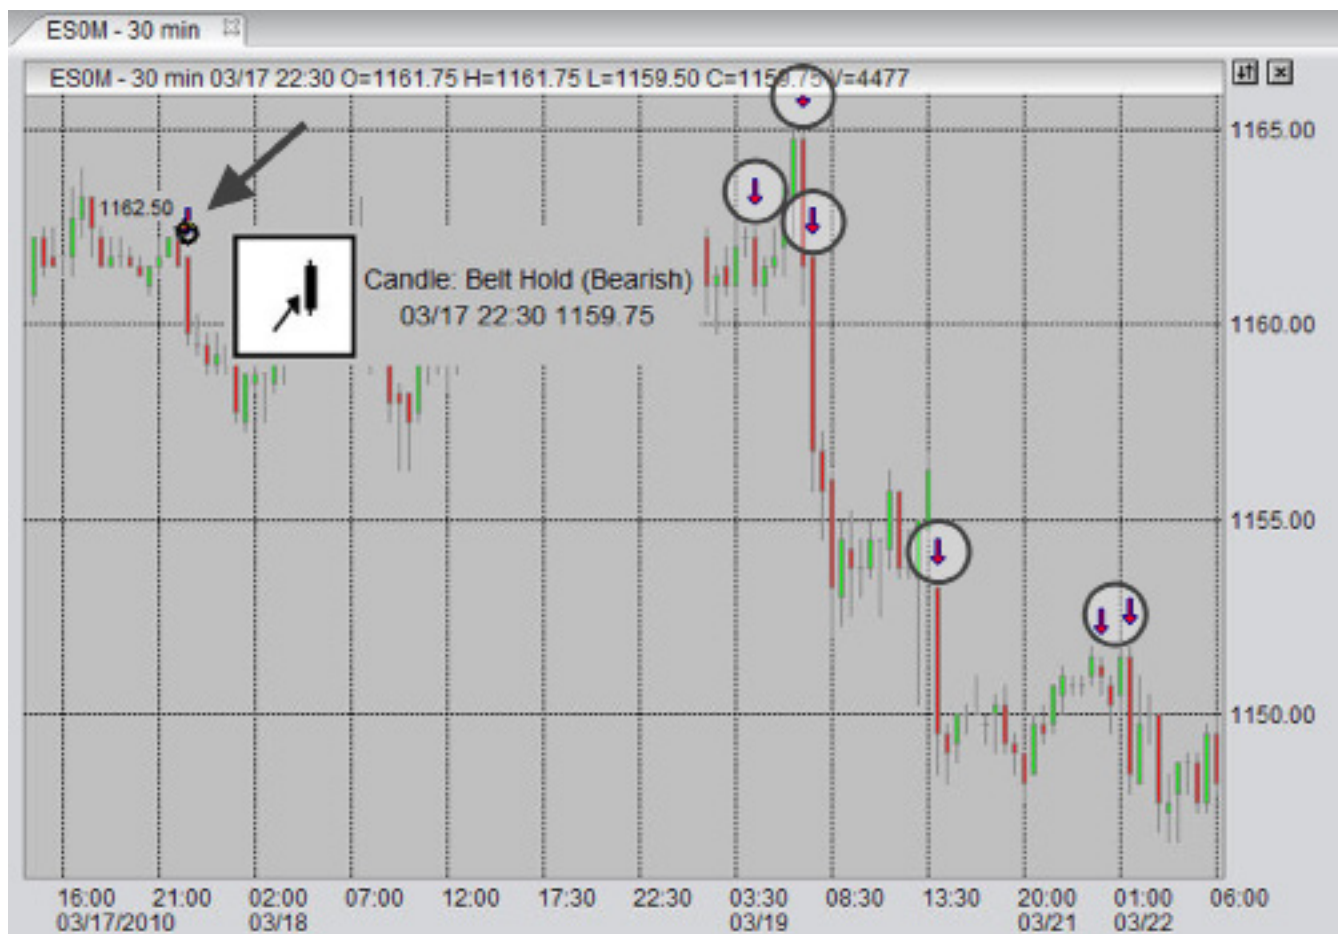 ES0M - 30 min
ES0M - 30 min 03/17 22:30 O=1161.75 H=1161.75 L=1159.50 C=1159.75 V=4477
1165.00
1162.50
Candle: Belt Hold (Bearish)
03/17 22:30 1159.75
1160.00
1155.00
1150.00
16:00 21:00 02:00 07:00 12:00 17:30 22:30 03:30 08:30 13:30 20:00 01:00 06:00
03/17/2010 03/18 03/19 03/21 03/22